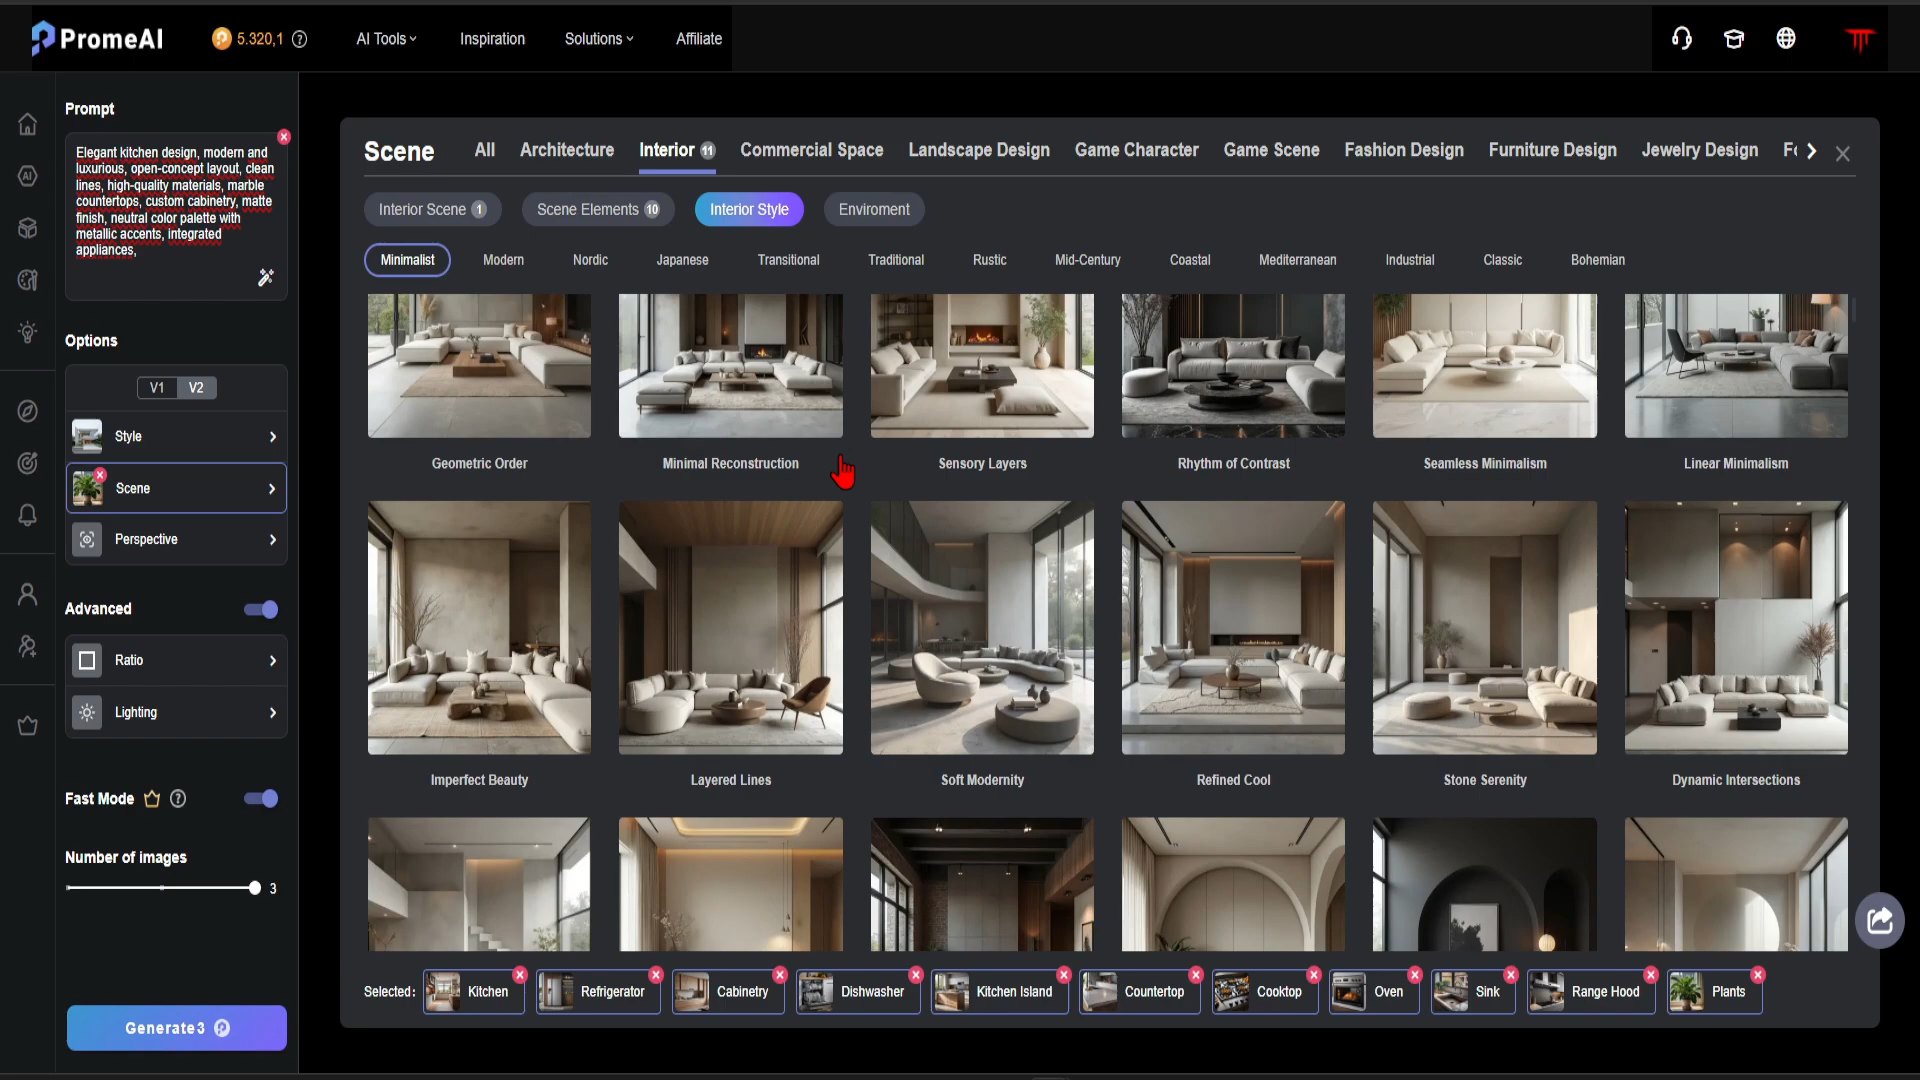 PromeAI
5.320,1
AI Tools
Inspiration
Solutions
Affiliate
Prompt
Elegant kitchen design, modern and
luxurious, open-concept layout, clean
lines, high-quality materials, marble
countertops, custom cabinetry, matte
finish, neutral color palette with
metallic accents, integrated
appliances,
Options
V1 V2
Style
Scene
Perspective
Advanced
Ratio
Lighting
Fast Mode
Number of images
3
Generate3
Scene All Architecture Interior 11 Commercial Space Landscape Design Game Character Game Scene Fashion Design Furniture Design Jewelry Design
Interior Scene 1 Scene Elements 10 Interior Style Enviroment
Minimalist Modern Nordic Japanese Transitional Traditional Rustic Mid-Century Coastal Mediterranean Industrial Classic Bohemian
Geometric Order Minimal Reconstruction Sensory Layers Rhythm of Contrast Seamless Minimalism Linear Minimalism
Imperfect Beauty Layered Lines Soft Modernity Refined Cool Stone Serenity Dynamic Intersections
Selected: Kitchen Refrigerator Cabinetry Dishwasher Kitchen Island Countertop Cooktop Oven Sink Range Hood Plants